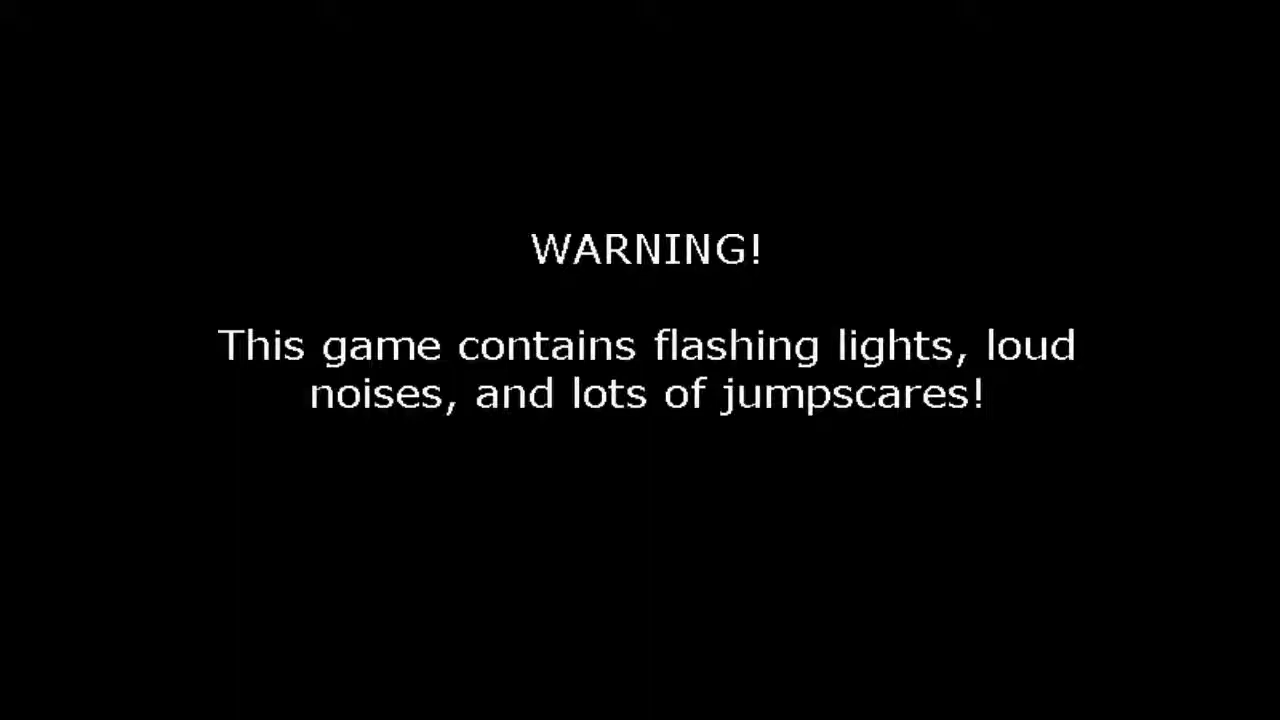 WARNING!
This game contains flashing lights, loud
noises, and lots of jumpscares!